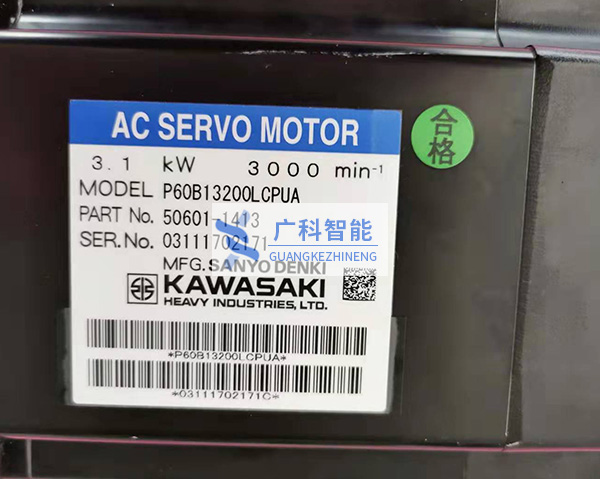 AC SERVO MOTOR
3.1 kW 3000 min-1
MODEL P60B13200LCPUA
PART No. 50601-1413
SER.No. 03111702171
MFG.SANYO DENKI
KAWASAKI
HEAVY INDUSTRIES, LTD.
*P60B13200LCPUA*
*03111702171C*
合格
广科智能
GUANGKEZHINENG